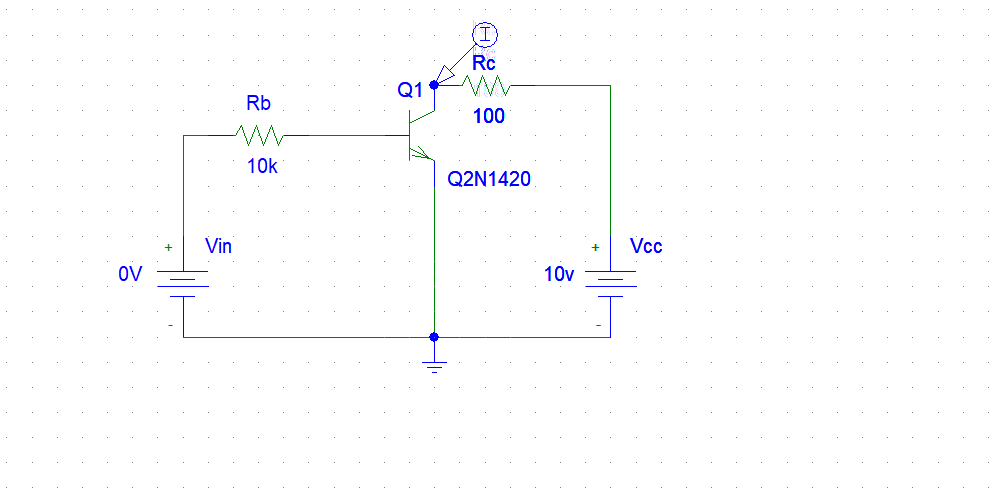 I
Rc
Q1
100
Rb
10k
Q2N1420
+
Vin
0V
-
+
Vcc
10v
-